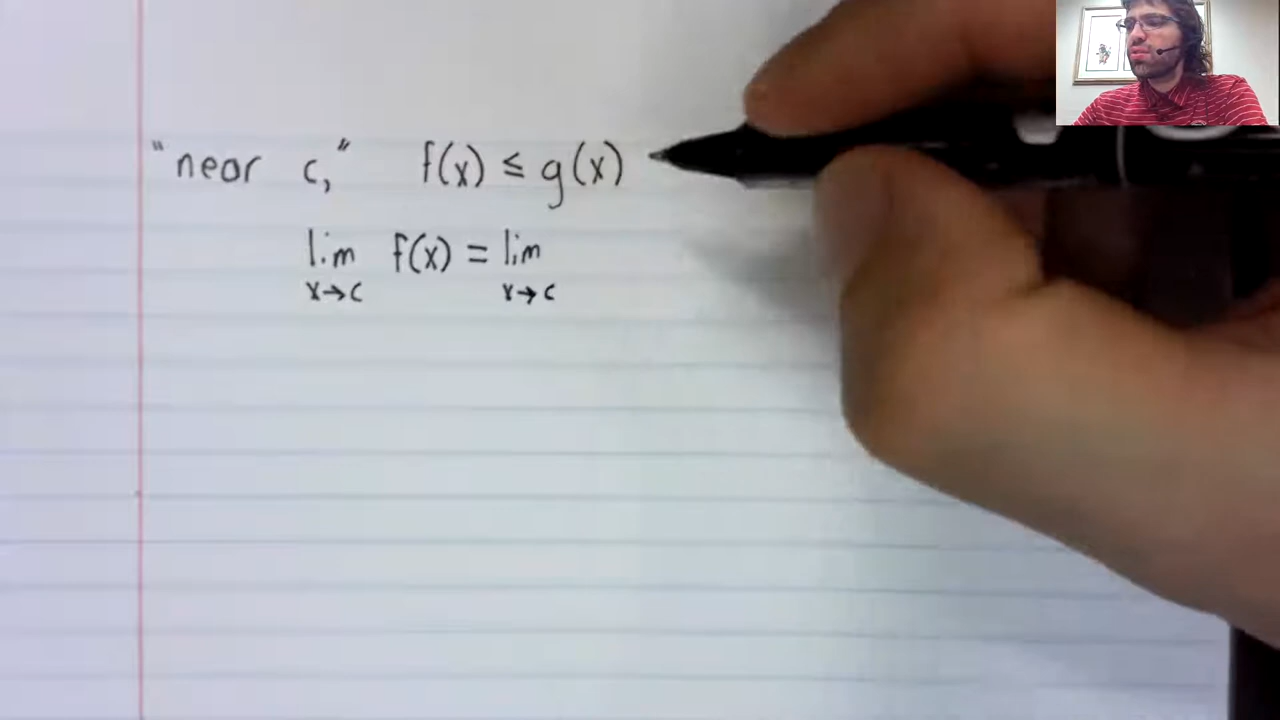 "near c," f(x) ≤ g(x)
lim f(x) = lim
x→c x→c